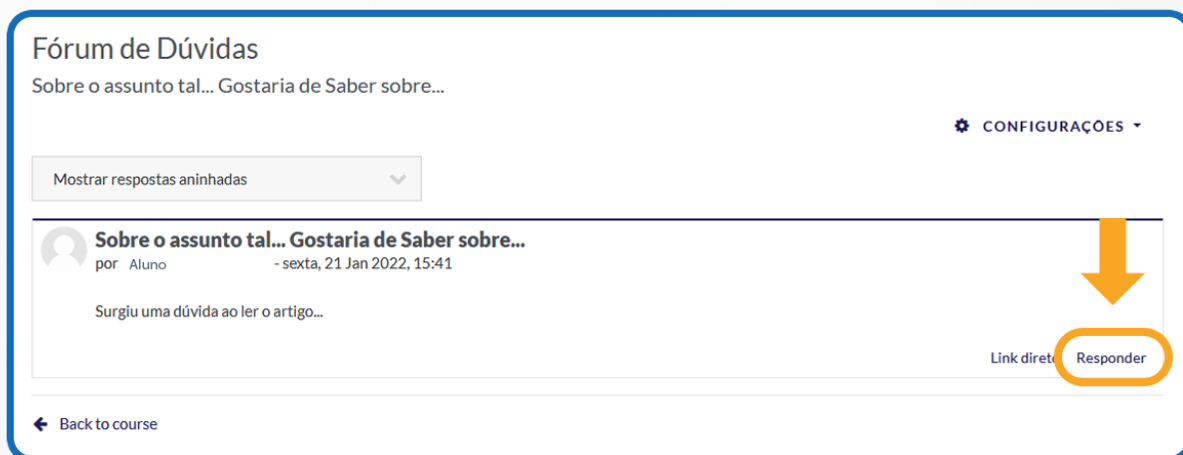 Fórum de Dúvidas
Sobre o assunto tal... Gostaria de Saber sobre...
CONFIGURAÇÕES
Mostrar respostas aninhadas
Sobre o assunto tal... Gostaria de Saber sobre...
por Aluno - sexta, 21 Jan 2022, 15:41
Surgiu uma dúvida ao ler o artigo...
Link direto Responder
Back to course